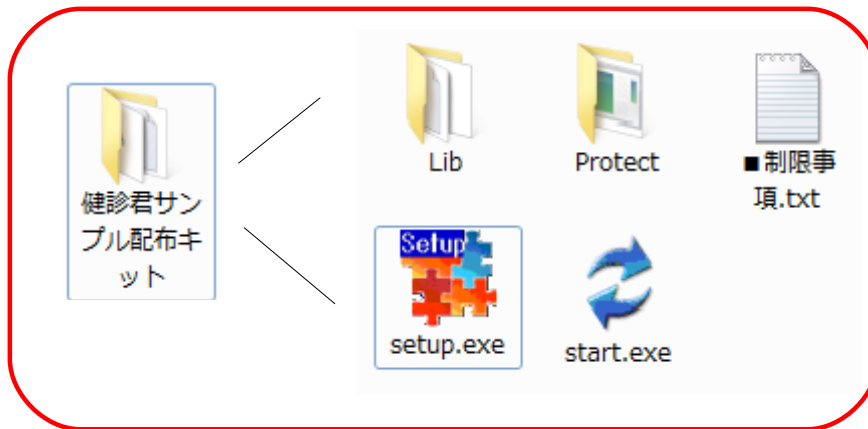 健診君サン
プル配布キ
ット
Lib
Protect
■制限事
項.txt
Setup
setup.exe
start.exe